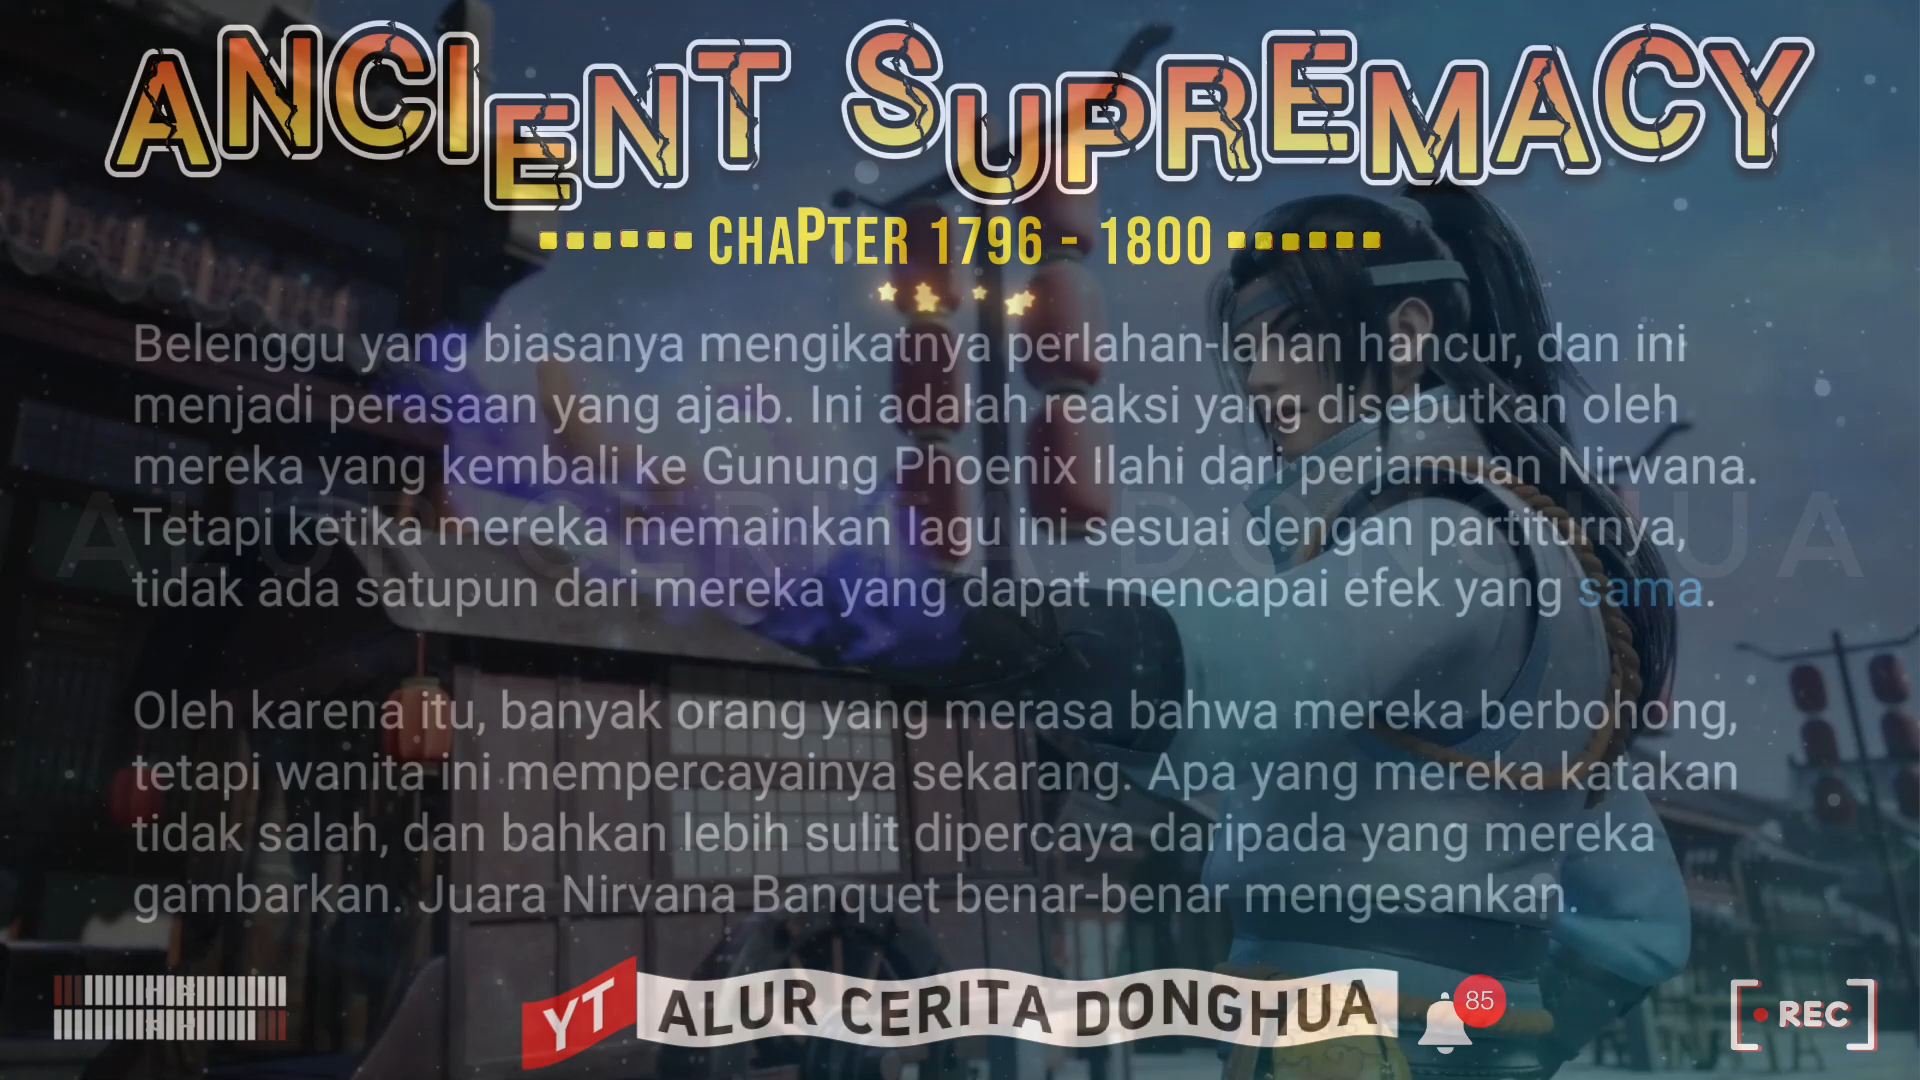 ANCIENT SUPREMACY
CHAPTER 1796 - 1800
Belenggu yang biasanya mengikatnya perlahan-lahan hancur, dan ini
menjadi perasaan yang ajaib. Ini adalah reaksi yang disebutkan oleh
mereka yang kembali ke Gunung Phoenix Ilahi dari perjamuan Nirwana.
Tetapi ketika mereka memainkan lagu ini sesuai dengan partiturnya,
tidak ada satupun dari mereka yang dapat mencapai efek yang sama.
ALUR CERITA DONGHUA
Oleh karena itu, banyak orang yang merasa bahwa mereka berbohong,
tetapi wanita ini mempercayainya sekarang. Apa yang mereka katakan
tidak salah, dan bahkan lebih sulit dipercaya daripada yang mereka
gambarkan. Juara Nirvana Banquet benar-benar mengesankan.
YT ALUR CERITA DONGHUA 85
REC